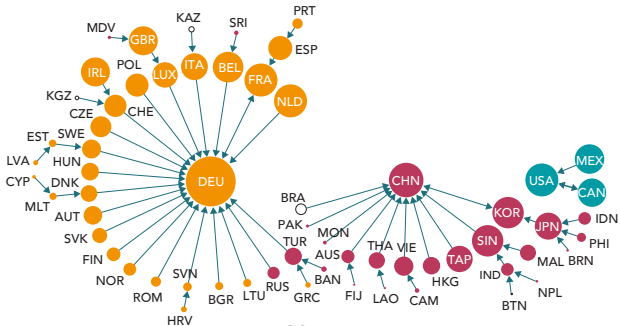 PRT
KAZ
SRI
MDV
GBR
ESP
POL
ITA
BEL
IRL
LUX
FRA
KGZ
NLD
CHE
CZE
EST
SWE
MEX
LVA
HUN
USA
CYP
DEU
CHN
DNK
CAN
MLT
BRA
AUT
KOR
IDN
PAK
JPN
SVK
MON
SIN
PHI
TUR
THA
VIE
FIN
AUS
TAP
MAL
BRN
NOR
SVN
RUS
BAN
HKG
IND
ROM
BGR
LTU
GRC
FIJ
LAO
CAM
NPL
BTN
HRV